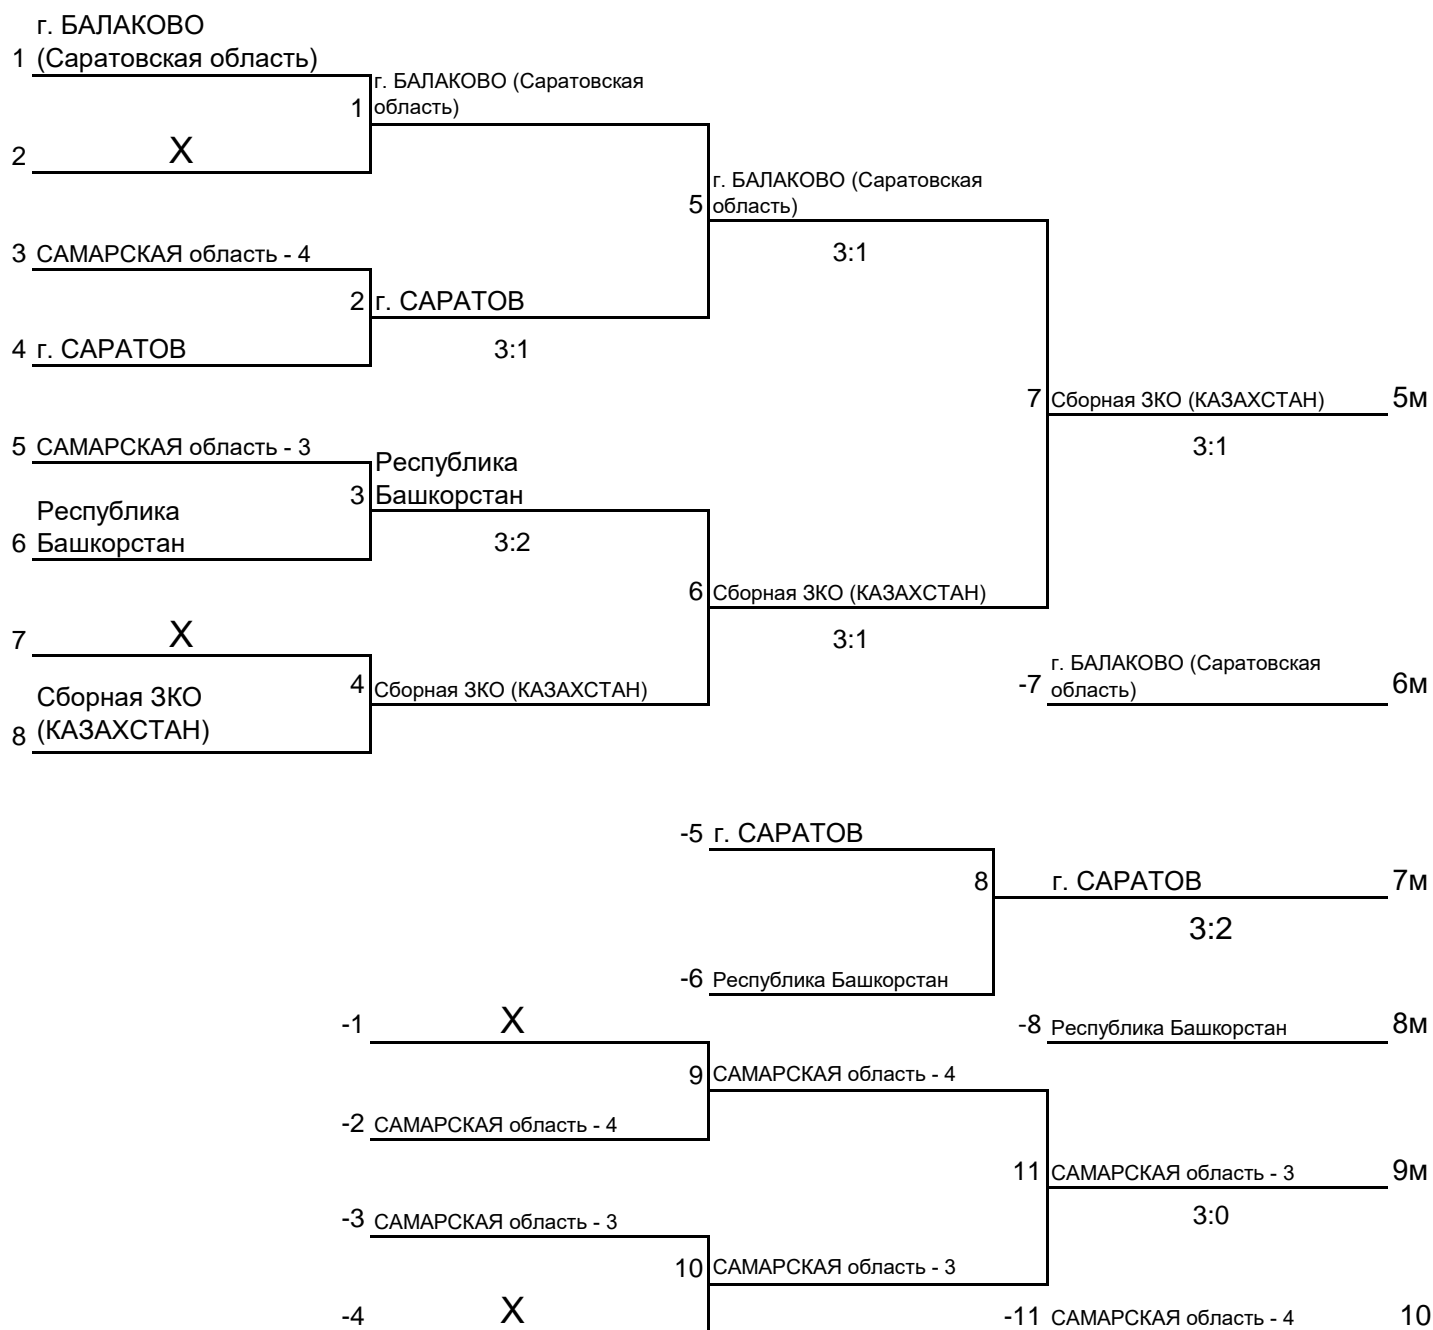 г. БАЛАКОВО
1 (Саратовская область)
г. БАЛАКОВО (Саратовская
1 область)
2 X
г. БАЛАКОВО (Саратовская
5 область)
3 САМАРСКАЯ область - 4
3:1
2 г. САРАТОВ
4 г. САРАТОВ
3:1
7 Сборная ЗКО (КАЗАХСТАН) 5м
5 САМАРСКАЯ область - 3
3:1
Республика
3 Башкорстан
Республика
6 Башкорстан
3:2
6 Сборная ЗКО (КАЗАХСТАН)
7 X
3:1
г. БАЛАКОВО (Саратовская
-7 область) 6м
4 Сборная ЗКО (КАЗАХСТАН)
Сборная ЗКО
8 (КАЗАХСТАН)
-5 г. САРАТОВ
8 г. САРАТОВ 7м
3:2
-6 Республика Башкорстан
-1 X
-8 Республика Башкорстан 8м
9 САМАРСКАЯ область - 4
-2 САМАРСКАЯ область - 4
11 САМАРСКАЯ область - 3 9м
-3 САМАРСКАЯ область - 3
3:0
10 САМАРСКАЯ область - 3
-4 X
-11 САМАРСКАЯ область - 4 10